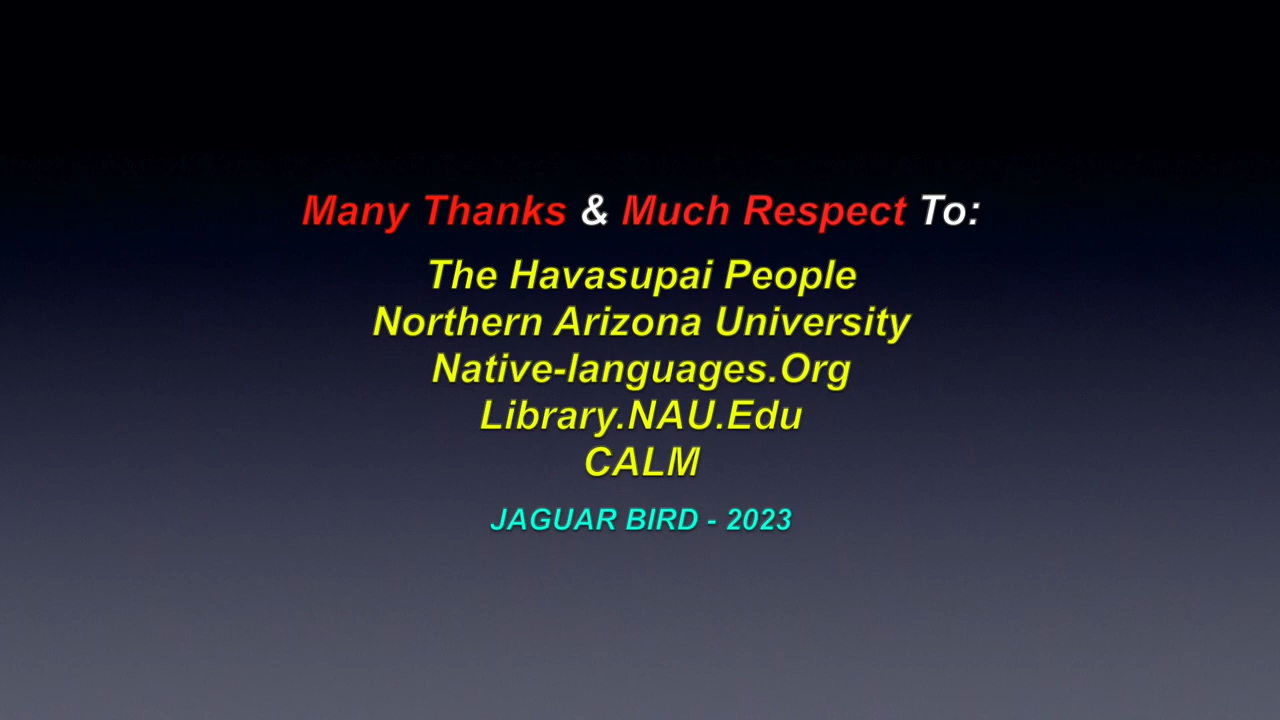 Many Thanks & Much Respect To:
The Havasupai People
Northern Arizona University
Native-languages.Org
Library.NAU.Edu
CALM
JAGUAR BIRD - 2023